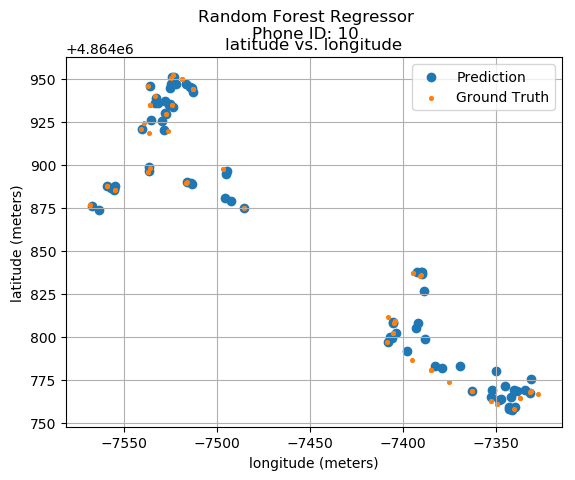 Random Forest Regressor
Phone ID: 10
latitude vs. longitude
+4.864e6
950
925
900
875
850
825
800
775
750
latitude (meters)
Prediction
Ground Truth
−7550
−7500
−7450
−7400
−7350
longitude (meters)